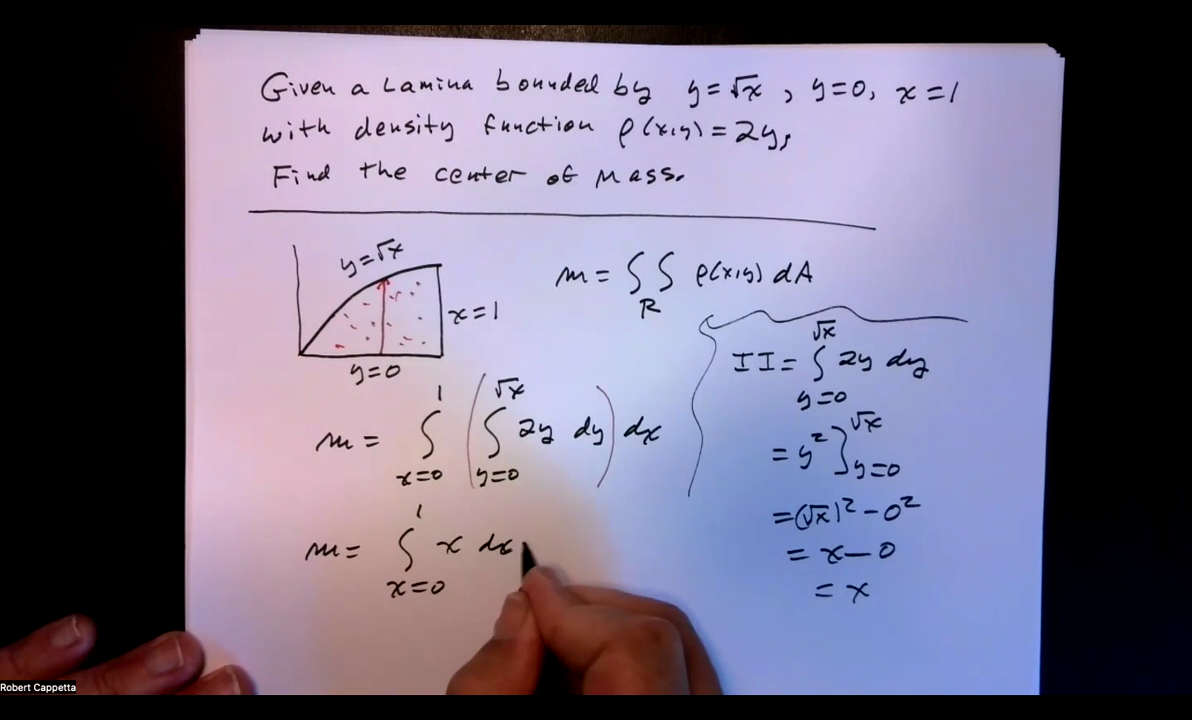 Given a Lamina bounded by y=√x, y=0, x=1
with density function ρ(x,y)=2y,
Find the center of Mass.
y=√x
x=1
y=0
m = ∫∫_R ρ(x,y) dA
m = ∫_{x=0}^{1} (∫_{y=0}^{√x} 2y dy) dx
m = ∫_{x=0}^{1} x dx
II = ∫_{y=0}^{√x} 2y dy
= y²]_{y=0}^{√x}
=(√x)² - 0²
= x - 0
= x
Robert Cappetta